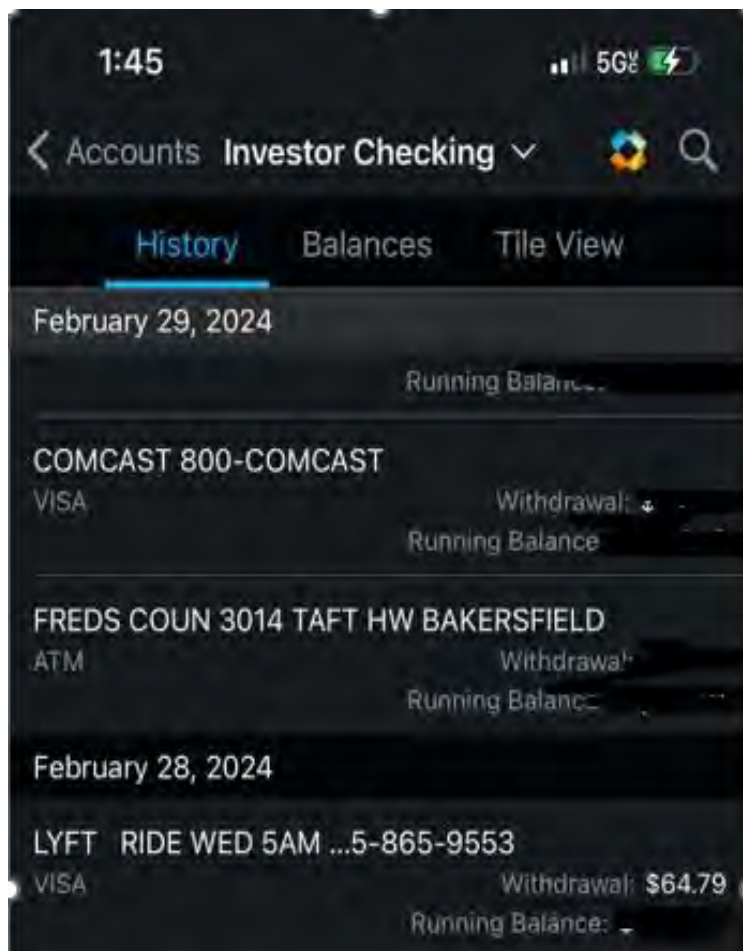 1:45 5G
Accounts Investor Checking
History Balances Tile View
February 29, 2024
Running
COMCAST 800-COMCAST
VISA Withdrawal:
Running Balance
FREDS COUN 3014 TAFT HW BAKERSFIELD
ATM
Running
February 28, 2024
LYFT RIDE WED 5AM ...5-865-9553
VISA Withdrawal: $64.79
Running Balance: